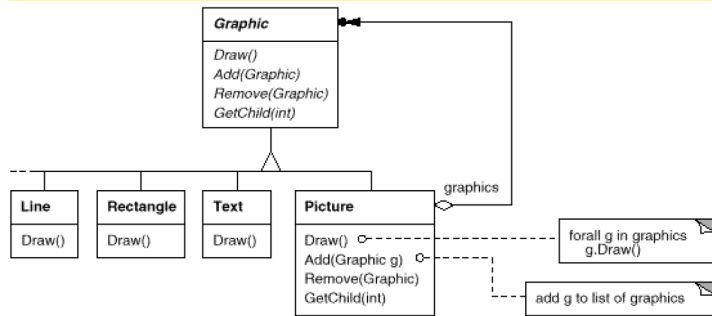 Graphic
Draw()
Add(Graphic)
Remove(Graphic)
GetChild(int)
graphics
Line
Draw()
Rectangle
Draw()
Text
Draw()
Picture
Draw()
Add(Graphic g)
Remove(Graphic)
GetChild(int)
forall g in graphics
g.Draw()
add g to list of graphics